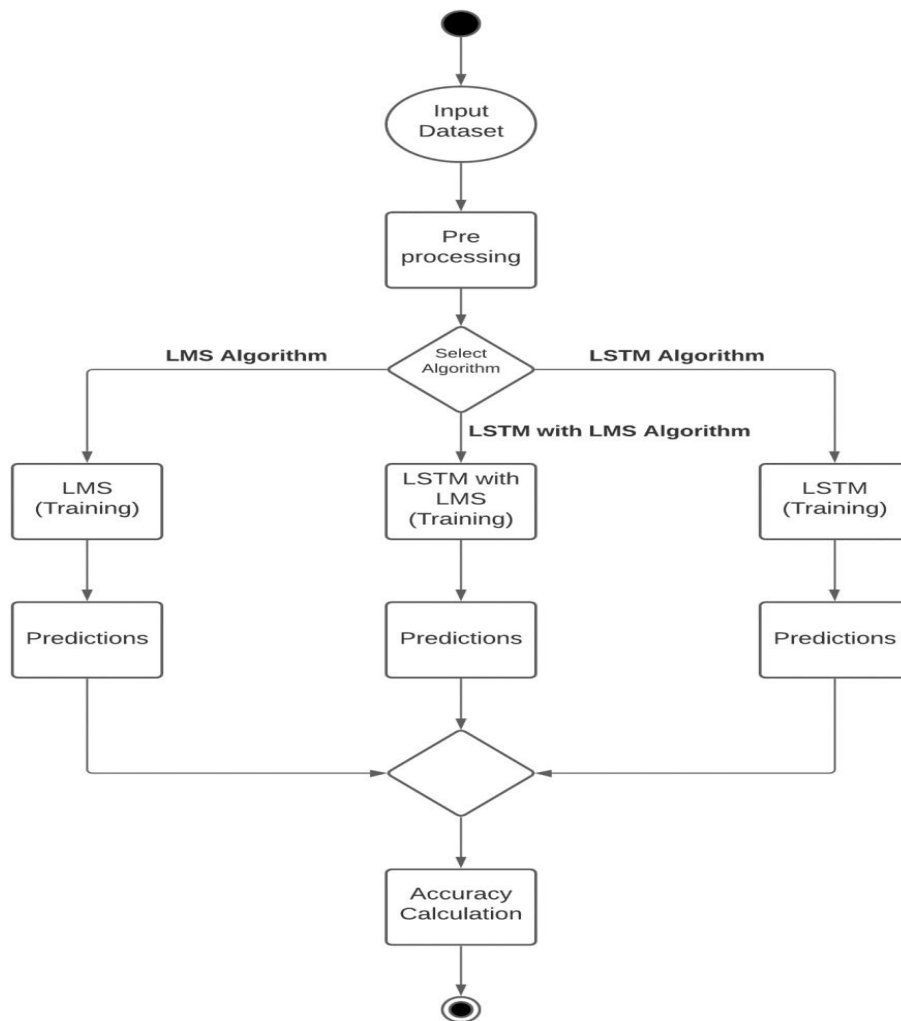 Input
Dataset
Pre
processing
Select
Algorithm
LMS Algorithm
LSTM Algorithm
LSTM with LMS Algorithm
LMS
(Training)
LSTM with
LMS
(Training)
LSTM
(Training)
Predictions
Predictions
Predictions
Accuracy
Calculation